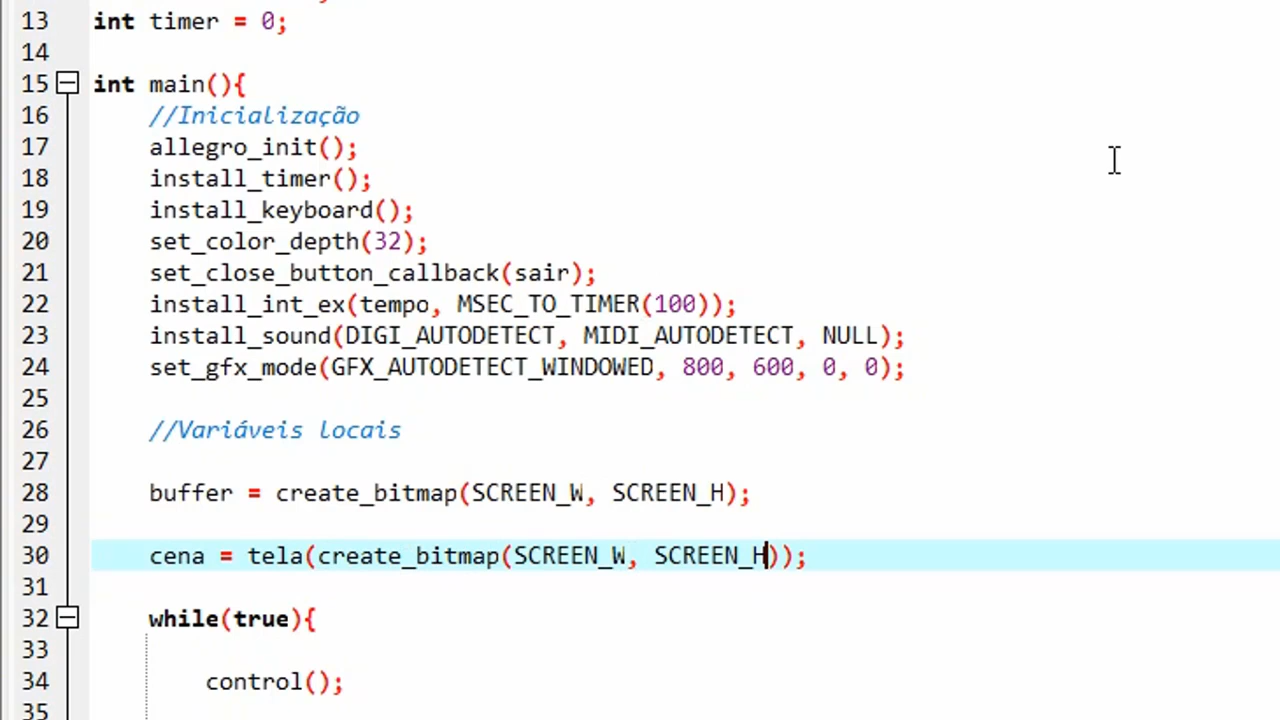 13 int timer = 0;
14
15 int main(){
16 //Inicialização
17 allegro_init();
18 install_timer();
19 install_keyboard();
20 set_color_depth(32);
21 set_close_button_callback(sair);
22 install_int_ex(tempo, MSEC_TO_TIMER(100));
23 install_sound(DIGI_AUTODETECT, MIDI_AUTODETECT, NULL);
24 set_gfx_mode(GFX_AUTODETECT_WINDOWED, 800, 600, 0, 0);
25
26 //Variáveis locais
27
28 buffer = create_bitmap(SCREEN_W, SCREEN_H);
29
30 cena = tela(create_bitmap(SCREEN_W, SCREEN_H));
31
32 while(true){
33
34 control();
35